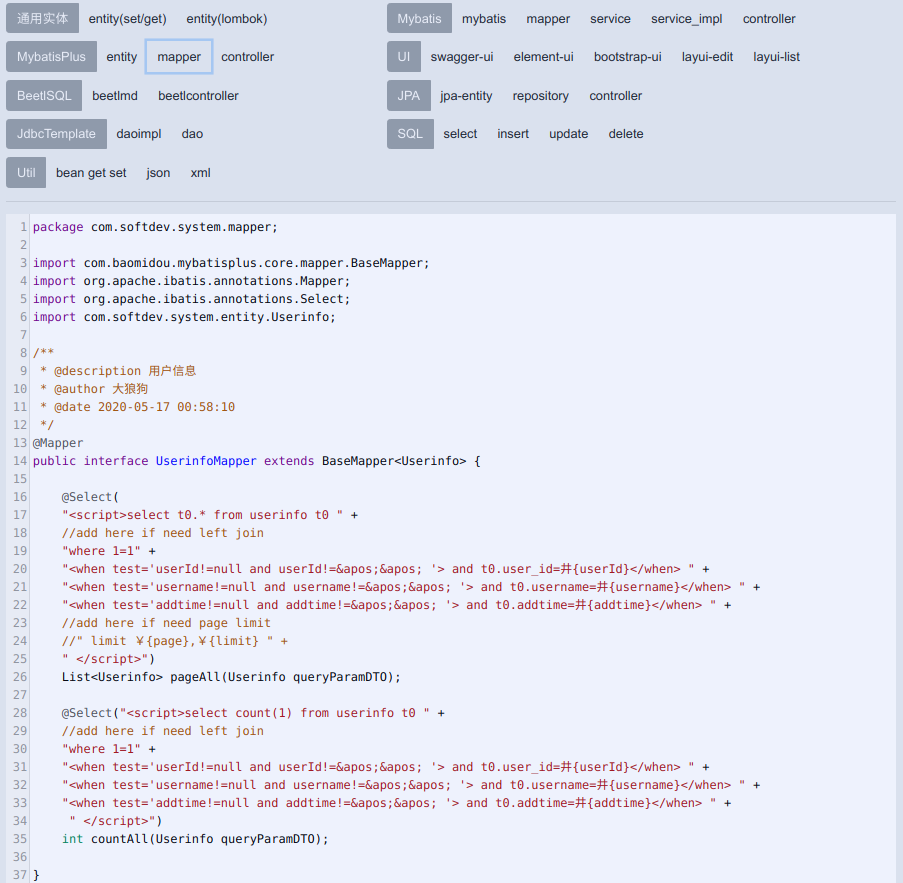 通用实体 entity(set/get) entity(lombok)
Mybatis mybatis mapper service service_impl controller
MybatisPlus entity mapper controller
UI swagger-ui element-ui bootstrap-ui layui-edit layui-list
BeetlSQL beetlmd beetlcontroller
JPA jpa-entity repository controller
JdbcTemplate daoimpl dao
SQL select insert update delete
Util bean get set json xml
1 package com.softdev.system.mapper;
2
3 import com.baomidou.mybatisplus.core.mapper.BaseMapper;
4 import org.apache.ibatis.annotations.Mapper;
5 import org.apache.ibatis.annotations.Select;
6 import com.softdev.system.entity.Userinfo;
7
8 /**
9  * @description 用户信息
10  * @author 大狼狗
11  * @date 2020-05-17 00:58:10
12  */
13 @Mapper
14 public interface UserinfoMapper extends BaseMapper<Userinfo> {
15
16     @Select(
17     "<script>select t0.* from userinfo t0 " +
18     //add here if need left join
19     "where 1=1" +
20     "<when test='userId!=null and userId!=&apos;&apos; '> and t0.user_id=井{userId}</when> " +
21     "<when test='username!=null and username!=&apos;&apos; '> and t0.username=井{username}</when> " +
22     "<when test='addtime!=null and addtime!=&apos;&apos; '> and t0.addtime=井{addtime}</when> " +
23     //add here if need page limit
24     //" limit ￥{page},￥{limit} " +
25     " </script>")
26     List<Userinfo> pageAll(Userinfo queryParamDTO);
27
28     @Select("<script>select count(1) from userinfo t0 " +
29     //add here if need left join
30     "where 1=1" +
31     "<when test='userId!=null and userId!=&apos;&apos; '> and t0.user_id=井{userId}</when> " +
32     "<when test='username!=null and username!=&apos;&apos; '> and t0.username=井{username}</when> " +
33     "<when test='addtime!=null and addtime!=&apos;&apos; '> and t0.addtime=井{addtime}</when> " +
34      " </script>")
35     int countAll(Userinfo queryParamDTO);
36
37 }